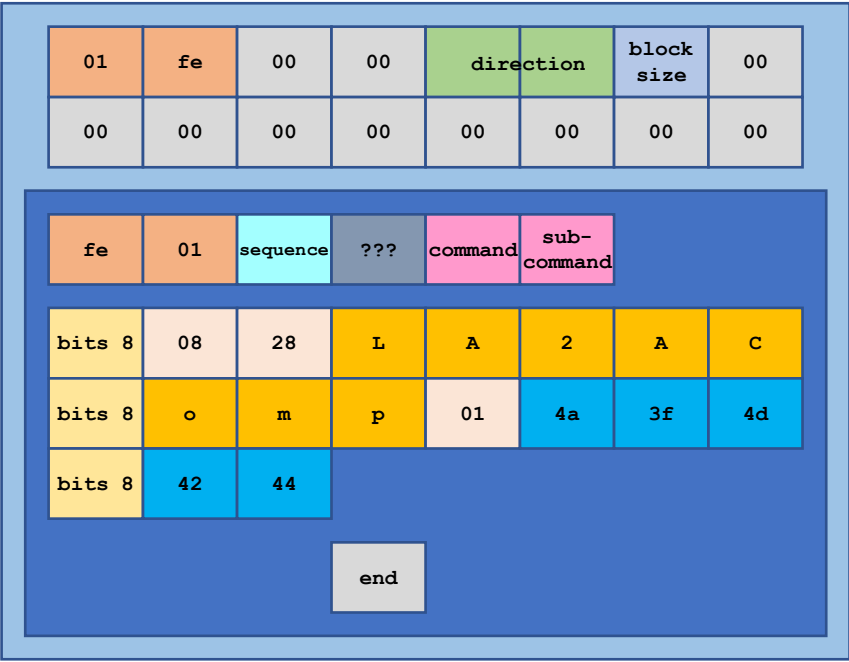 01 fe 00 00 direction block size 00
00 00 00 00 00 00 00 00
fe 01 sequence ??? command sub-command
bits 8 08 28 L A 2 A C
bits 8 o m p 01 4a 3f 4d
bits 8 42 44
end